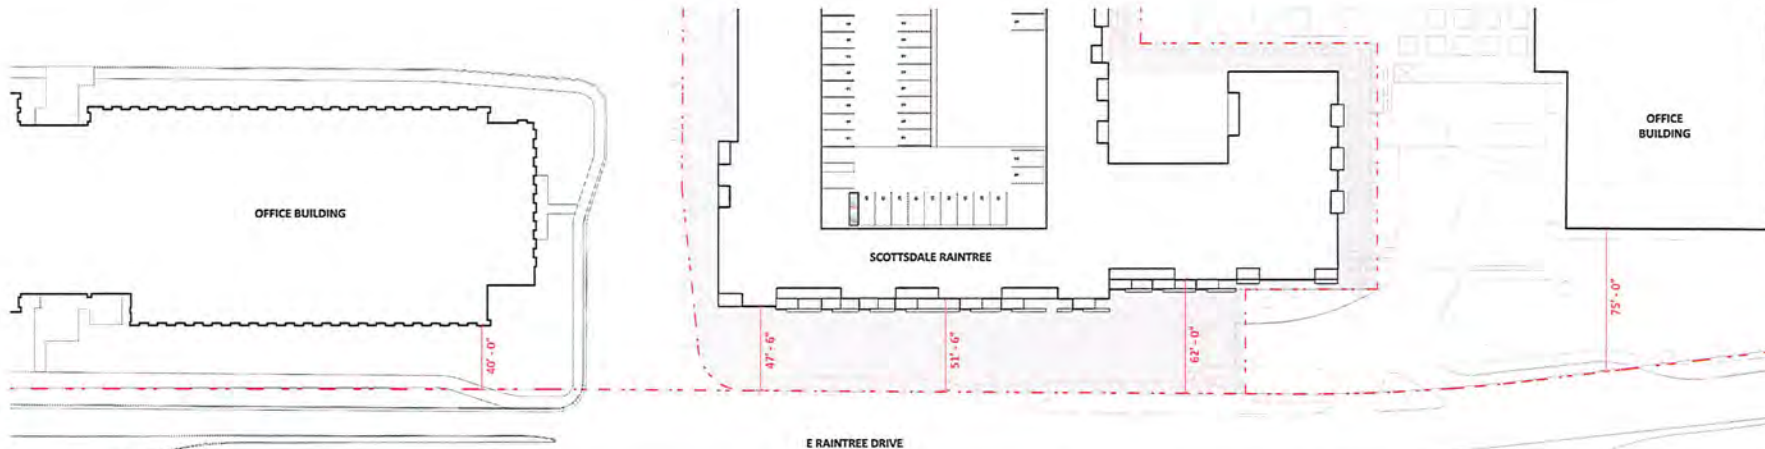 OFFICE
BUILDING
OFFICE BUILDING
SCOTTSDALE RAINTREE
40' - 0"
47' - 6"
51' - 6"
62' - 0"
75' - 0"
E RAINTREE DRIVE